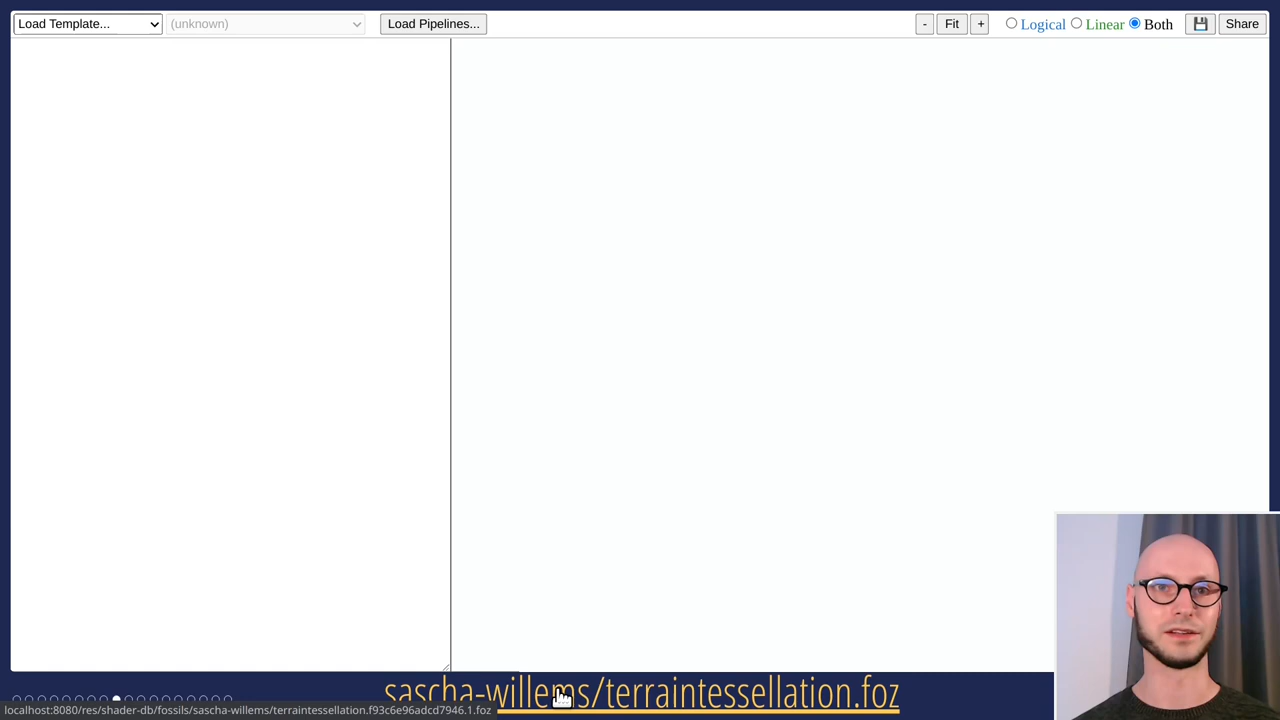 Load Template... (unknown) Load Pipelines... - Fit + Logical Linear Both 💾 Share
sascha-willems/terraintessellation.foz
localhost:8080/res/shader-db/fossils/sascha-willems/terraintessellation.f93c6e96adcd7946.1.foz